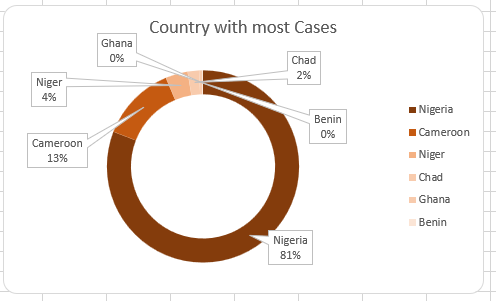 Country with most Cases
Ghana
0%
Chad
2%
Niger
4%
Benin
0%
Cameroon
13%
Nigeria
81%
Nigeria
Cameroon
Niger
Chad
Ghana
Benin